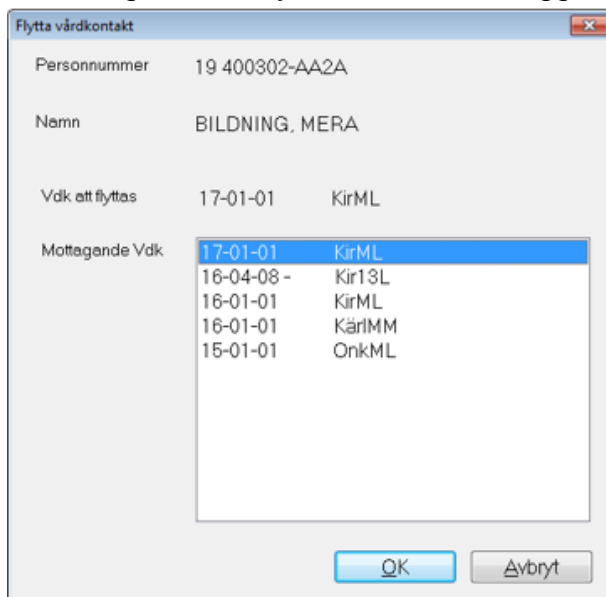 Flytta vårdkontakt
Personnummer 19 400302-AA2A
Namn BILDNING, MERA
Vdk att flyttas 17-01-01 KirML
Mottagande Vdk 17-01-01 KirML
16-04-08 - Kir13L
16-01-01 KirML
16-01-01 KärlMM
15-01-01 OnkML
OK Avbryt